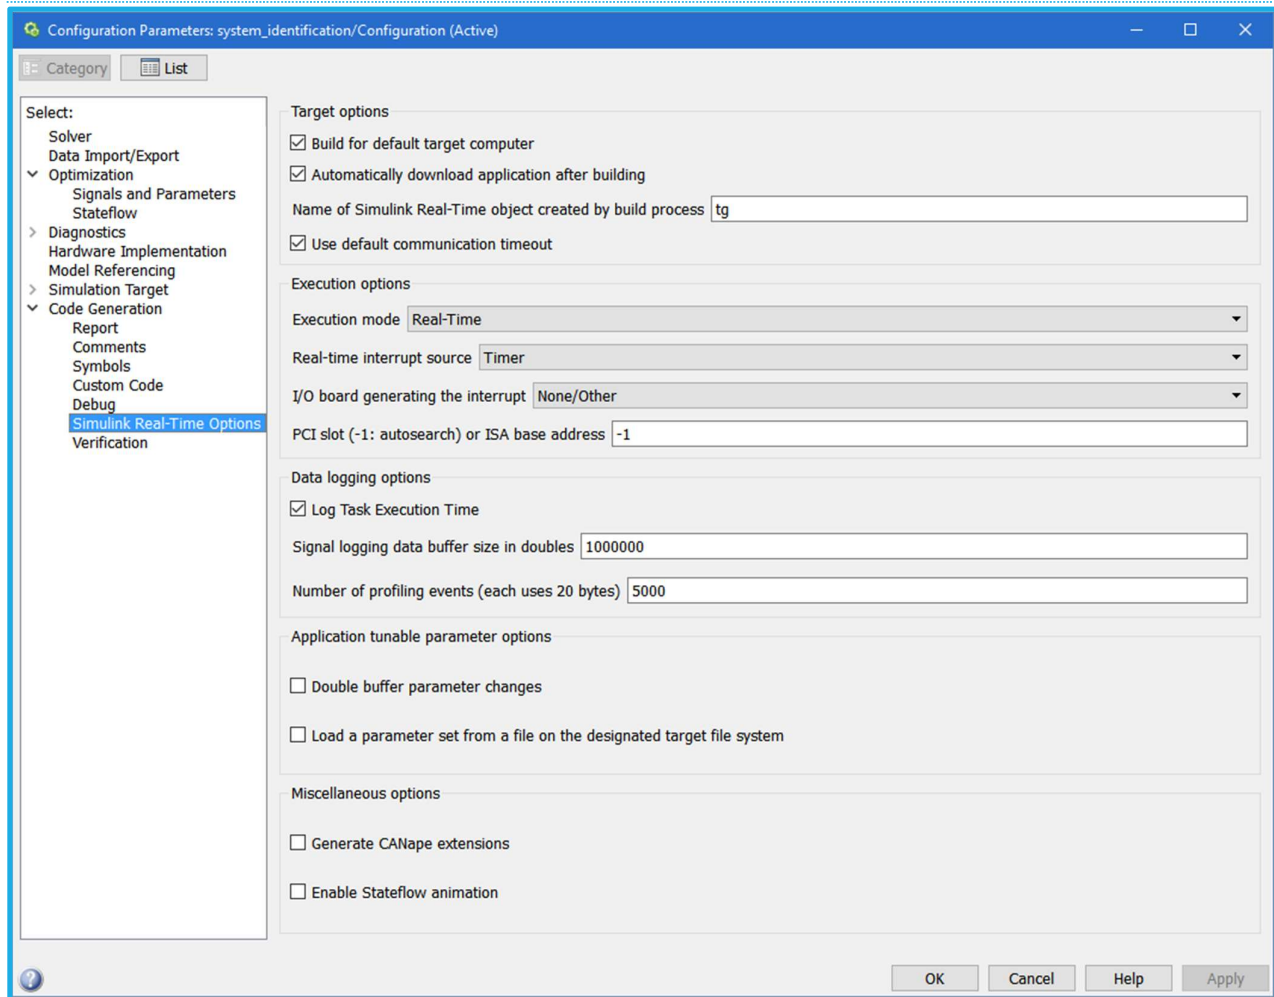 Configuration Parameters: system_identification/Configuration (Active)
Category
List
Select:
Solver
Data Import/Export
Optimization
Signals and Parameters
Stateflow
Diagnostics
Hardware Implementation
Model Referencing
Simulation Target
Code Generation
Report
Comments
Symbols
Custom Code
Debug
Simulink Real-Time Options
Verification
Target options
Build for default target computer
Automatically download application after building
Name of Simulink Real-Time object created by build process tg
Use default communication timeout
Execution options
Execution mode Real-Time
Real-time interrupt source Timer
I/O board generating the interrupt None/Other
PCI slot (-1: autosearch) or ISA base address -1
Data logging options
Log Task Execution Time
Signal logging data buffer size in doubles 1000000
Number of profiling events (each uses 20 bytes) 5000
Application tunable parameter options
Double buffer parameter changes
Load a parameter set from a file on the designated target file system
Miscellaneous options
Generate CANape extensions
Enable Stateflow animation
?
OK
Cancel
Help
Apply